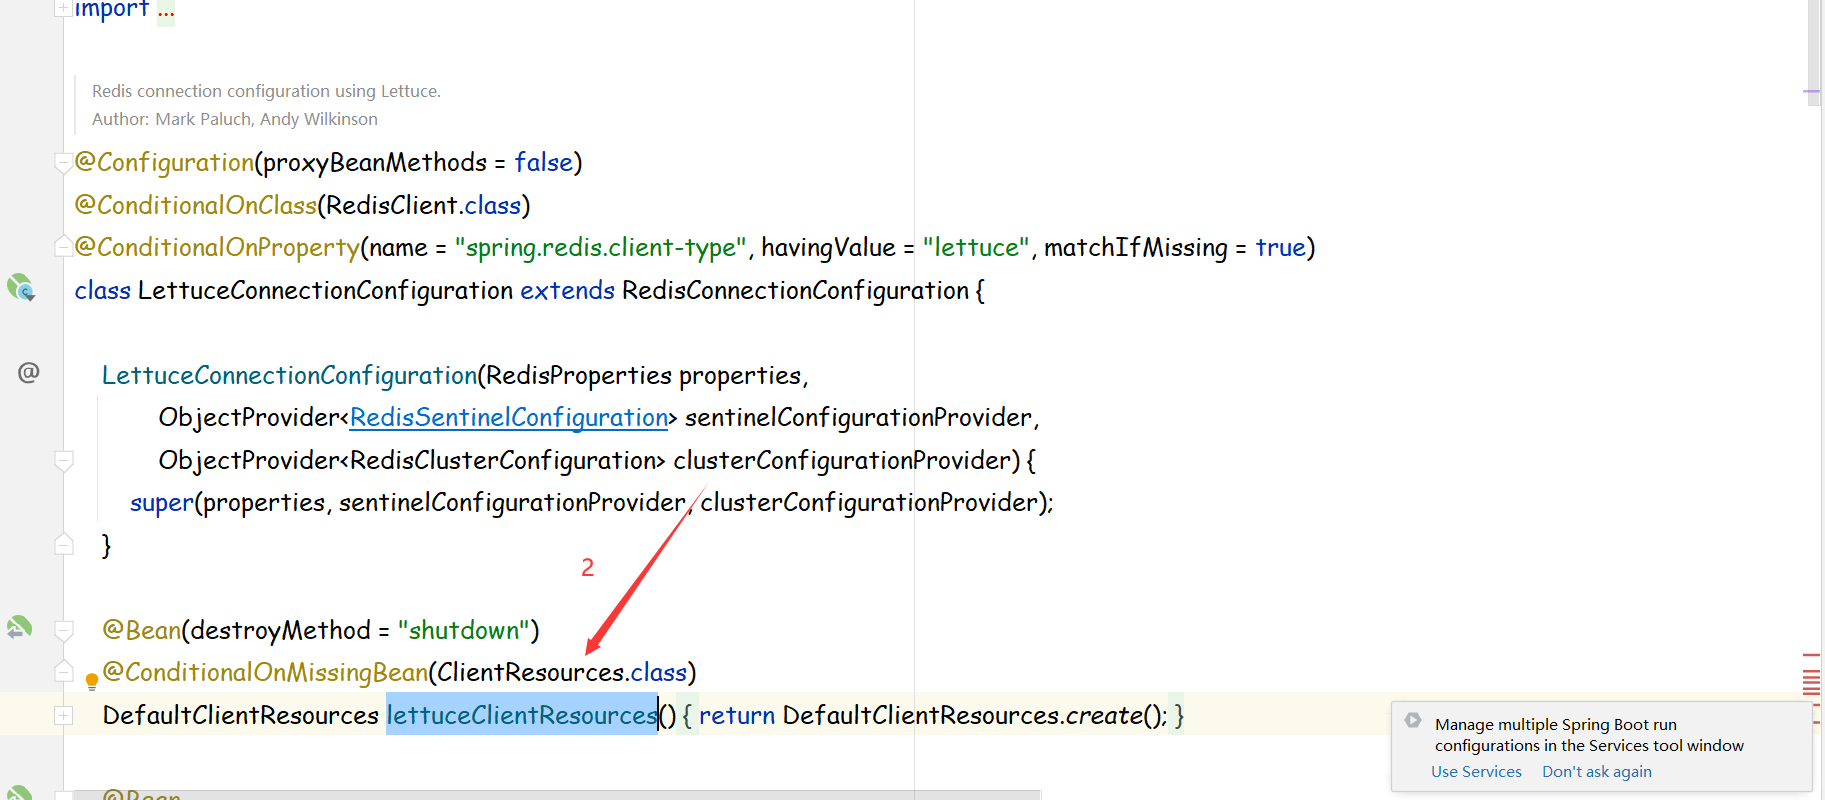 import ...
Redis connection configuration using Lettuce.
Author: Mark Paluch, Andy Wilkinson
@Configuration(proxyBeanMethods = false)
@ConditionalOnClass(RedisClient.class)
@ConditionalOnProperty(name = "spring.redis.client-type", havingValue = "lettuce", matchIfMissing = true)
class LettuceConnectionConfiguration extends RedisConnectionConfiguration {
LettuceConnectionConfiguration(RedisProperties properties,
ObjectProvider<RedisSentinelConfiguration> sentinelConfigurationProvider,
ObjectProvider<RedisClusterConfiguration> clusterConfigurationProvider) {
super(properties, sentinelConfigurationProvider, clusterConfigurationProvider);
}
2
@Bean(destroyMethod = "shutdown")
@ConditionalOnMissingBean(ClientResources.class)
DefaultClientResources lettuceClientResources() { return DefaultClientResources.create(); }
@Bean
Manage multiple Spring Boot run
configurations in the Services tool window
Use Services Don't ask again